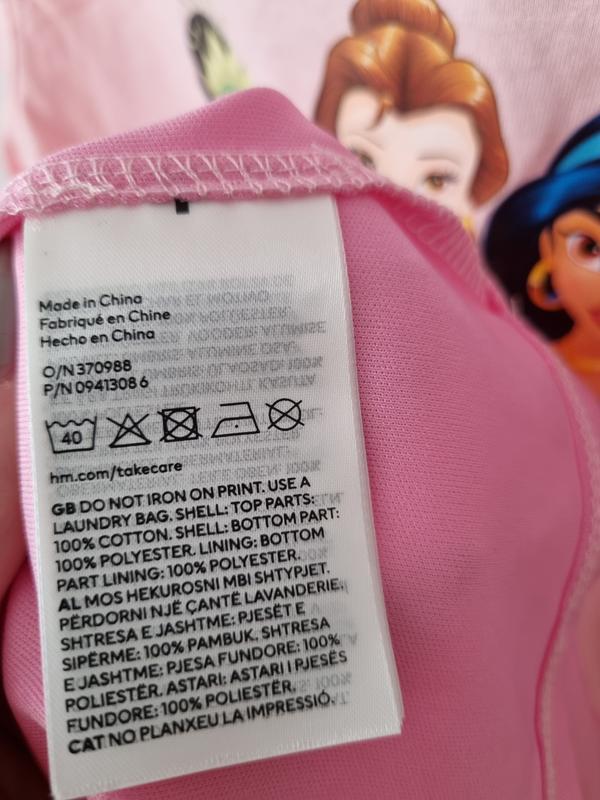 Made in China
Fabriqué en Chine
Hecho en China
O/N 370988
P/N 0941308 6
40
hm.com/takecare
GB DO NOT IRON ON PRINT. USE A
LAUNDRY BAG. SHELL: TOP PARTS:
100% COTTON. SHELL: BOTTOM PART:
100% POLYESTER. LINING: BOTTOM
PART LINING: 100% POLYESTER.
AL MOS HEKUROSNI MBI SHTYPJET.
PËRDORNI NJË ÇANTË LAVANDERIE.
SHTRESA E JASHTME: PJESËT E
SIPËRME: 100% PAMBUK. SHTRESA
E JASHTME: PJESA FUNDORE: 100%
POLIESTËR. ASTARI: ASTARI I PJESËS
FUNDORE: 100% POLIESTËR.
CAT NO PLANXEU LA IMPRESSIÓ.